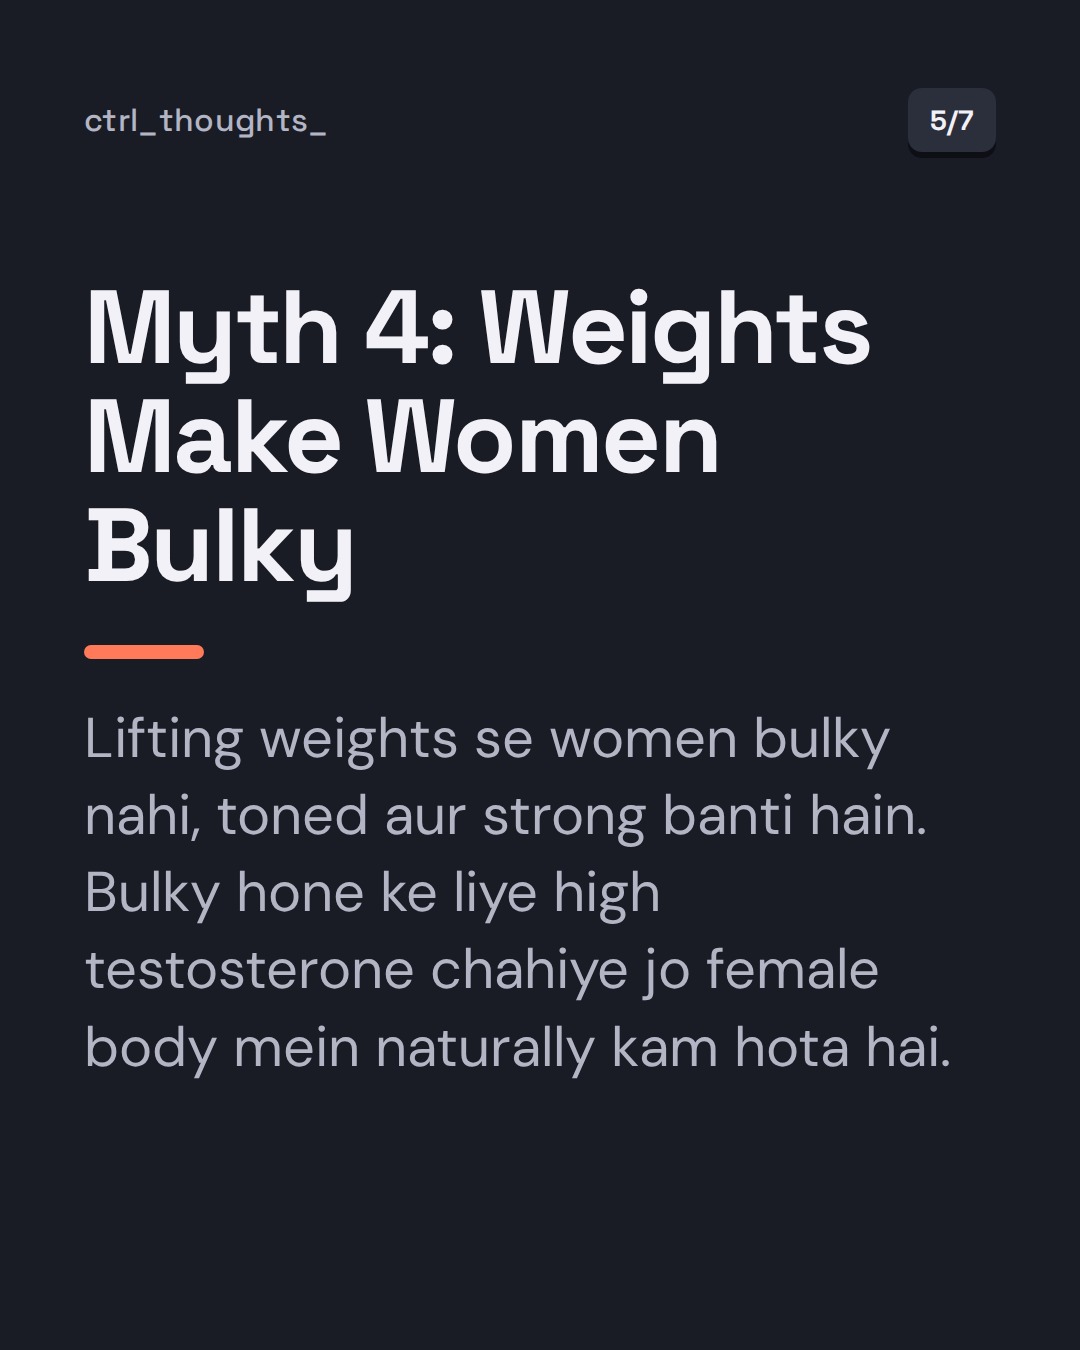 ctrl_thoughts_
5/7
Myth 4: Weights
Make Women
Bulky
Lifting weights se women bulky
nahi, toned aur strong banti hain.
Bulky hone ke liye high
testosterone chahiye jo female
body mein naturally kam hota hai.